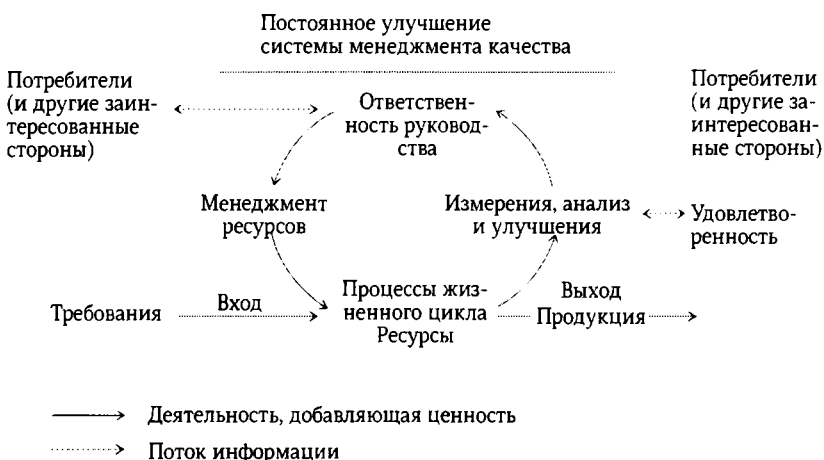 Постоянное улучшение
системы менеджмента качества
Потребители
(и другие заин-
тересованные
стороны)
Ответствен-
ность руковод-
ства
Потребители
(и другие за-
интересован-
ные стороны)
Менеджмент
ресурсов
Измерения, анализ
и улучшения
Удовлетво-
ренность
Требования
Вход
Процессы жиз-
ненного цикла
Ресурсы
Выход
Продукция
Деятельность, добавляющая ценность
Поток информации